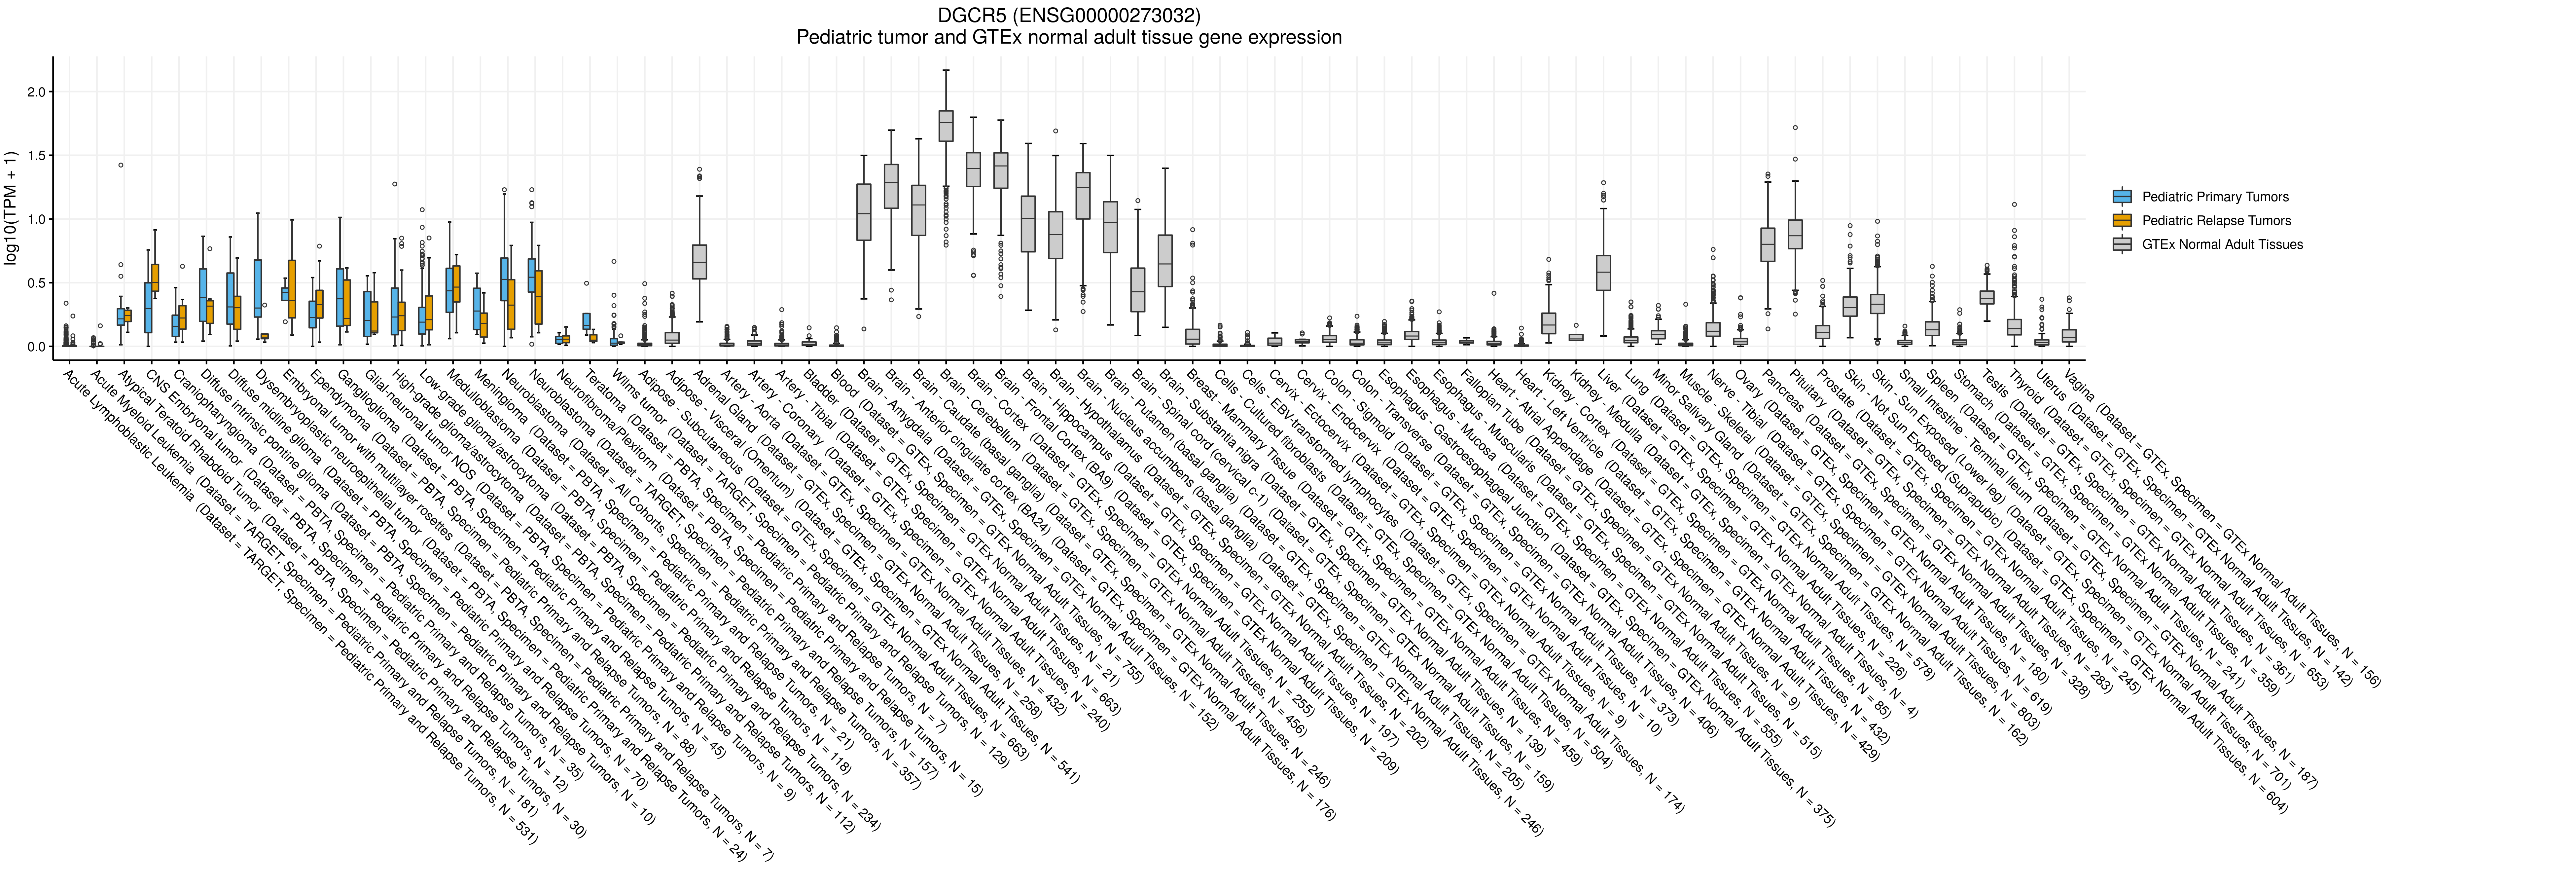 DGCR5 (ENSG00000273032)
Pediatric tumor and GTEx normal adult tissue gene expression
log10(TPM + 1)
2.0
1.5
1.0
0.5
0.0
Pediatric Primary Tumors
Pediatric Relapse Tumors
GTEx Normal Adult Tissues
Acute Lymphoblastic Leukemia (Dataset = TARGET, Specimen = Pediatric Primary and Relapse Tumors, N = 531)
Acute Myeloid Leukemia (Dataset = TARGET, Specimen = Pediatric Primary and Relapse Tumors, N = 181)
Atypical Teratoid Rhabdoid Tumor (Dataset = PBTA, Specimen = Pediatric Primary and Relapse Tumors, N = 30)
CNS Embryonal tumor (Dataset = PBTA, Specimen = Pediatric Primary and Relapse Tumors, N = 12)
Craniopharyngioma (Dataset = PBTA, Specimen = Pediatric Primary and Relapse Tumors, N = 35)
Diffuse intrinsic pontine glioma (Dataset = PBTA, Specimen = Pediatric Primary and Relapse Tumors, N = 10)
Diffuse midline glioma (Dataset = PBTA, Specimen = Pediatric Primary and Relapse Tumors, N = 70)
Dysembryoplastic neuroepithelial tumor (Dataset = PBTA, Specimen = Pediatric Primary and Relapse Tumors, N = 24)
Embryonal tumor with multilayer rosettes (Dataset = PBTA, Specimen = Pediatric Primary and Relapse Tumors, N = 7)
Ependymoma (Dataset = PBTA, Specimen = Pediatric Primary and Relapse Tumors, N = 88)
Ganglioglioma (Dataset = PBTA, Specimen = Pediatric Primary and Relapse Tumors, N = 45)
Glial-neuronal tumor NOS (Dataset = PBTA, Specimen = Pediatric Primary and Relapse Tumors, N = 9)
High-grade glioma/astrocytoma (Dataset = PBTA, Specimen = Pediatric Primary and Relapse Tumors, N = 112)
Low-grade glioma/astrocytoma (Dataset = PBTA, Specimen = Pediatric Primary and Relapse Tumors, N = 234)
Medulloblastoma (Dataset = PBTA, Specimen = Pediatric Primary and Relapse Tumors, N = 118)
Meningioma (Dataset = PBTA, Specimen = Pediatric Primary and Relapse Tumors, N = 21)
Neuroblastoma (Dataset = All Cohorts, Specimen = Pediatric Primary and Relapse Tumors, N = 357)
Neuroblastoma (Dataset = TARGET, Specimen = Pediatric Primary and Relapse Tumors, N = 157)
Neurofibroma/Plexiform (Dataset = PBTA, Specimen = Pediatric Primary and Relapse Tumors, N = 15)
Teratoma (Dataset = PBTA, Specimen = Pediatric Primary and Relapse Tumors, N = 7)
Wilms tumor (Dataset = TARGET, Specimen = Pediatric Primary and Relapse Tumors, N = 129)
Adipose - Subcutaneous (Dataset = GTEx, Specimen = GTEx Normal Adult Tissues, N = 663)
Adipose - Visceral (Omentum) (Dataset = GTEx, Specimen = GTEx Normal Adult Tissues, N = 541)
Adrenal Gland (Dataset = GTEx, Specimen = GTEx Normal Adult Tissues, N = 258)
Artery - Aorta (Dataset = GTEx, Specimen = GTEx Normal Adult Tissues, N = 432)
Artery - Coronary (Dataset = GTEx, Specimen = GTEx Normal Adult Tissues, N = 240)
Artery - Tibial (Dataset = GTEx, Specimen = GTEx Normal Adult Tissues, N = 663)
Bladder (Dataset = GTEx, Specimen = GTEx Normal Adult Tissues, N = 21)
Blood (Dataset = GTEx, Specimen = GTEx Normal Adult Tissues, N = 755)
Brain - Amygdala (Dataset = GTEx, Specimen = GTEx Normal Adult Tissues, N = 152)
Brain - Anterior cingulate cortex (BA24) (Dataset = GTEx, Specimen = GTEx Normal Adult Tissues, N = 176)
Brain - Caudate (basal ganglia) (Dataset = GTEx, Specimen = GTEx Normal Adult Tissues, N = 246)
Brain - Cerebellum (Dataset = GTEx, Specimen = GTEx Normal Adult Tissues, N = 456)
Brain - Cortex (Dataset = GTEx, Specimen = GTEx Normal Adult Tissues, N = 255)
Brain - Frontal Cortex (BA9) (Dataset = GTEx, Specimen = GTEx Normal Adult Tissues, N = 209)
Brain - Hippocampus (Dataset = GTEx, Specimen = GTEx Normal Adult Tissues, N = 197)
Brain - Hypothalamus (Dataset = GTEx, Specimen = GTEx Normal Adult Tissues, N = 202)
Brain - Nucleus accumbens (basal ganglia) (Dataset = GTEx, Specimen = GTEx Normal Adult Tissues, N = 246)
Brain - Putamen (basal ganglia) (Dataset = GTEx, Specimen = GTEx Normal Adult Tissues, N = 205)
Brain - Spinal cord (cervical c-1) (Dataset = GTEx, Specimen = GTEx Normal Adult Tissues, N = 159)
Brain - Substantia nigra (Dataset = GTEx, Specimen = GTEx Normal Adult Tissues, N = 139)
Breast - Mammary Tissue (Dataset = GTEx, Specimen = GTEx Normal Adult Tissues, N = 459)
Cells - Cultured fibroblasts (Dataset = GTEx, Specimen = GTEx Normal Adult Tissues, N = 504)
Cells - EBV-transformed lymphocytes (Dataset = GTEx, Specimen = GTEx Normal Adult Tissues, N = 174)
Cervix - Ectocervix (Dataset = GTEx, Specimen = GTEx Normal Adult Tissues, N = 9)
Cervix - Endocervix (Dataset = GTEx, Specimen = GTEx Normal Adult Tissues, N = 10)
Colon - Sigmoid (Dataset = GTEx, Specimen = GTEx Normal Adult Tissues, N = 373)
Colon - Transverse (Dataset = GTEx, Specimen = GTEx Normal Adult Tissues, N = 406)
Esophagus - Gastroesophageal Junction (Dataset = GTEx, Specimen = GTEx Normal Adult Tissues, N = 375)
Esophagus - Mucosa (Dataset = GTEx, Specimen = GTEx Normal Adult Tissues, N = 555)
Esophagus - Muscularis (Dataset = GTEx, Specimen = GTEx Normal Adult Tissues, N = 515)
Fallopian Tube (Dataset = GTEx, Specimen = GTEx Normal Adult Tissues, N = 9)
Heart - Atrial Appendage (Dataset = GTEx, Specimen = GTEx Normal Adult Tissues, N = 429)
Heart - Left Ventricle (Dataset = GTEx, Specimen = GTEx Normal Adult Tissues, N = 432)
Kidney - Cortex (Dataset = GTEx, Specimen = GTEx Normal Adult Tissues, N = 85)
Kidney - Medulla (Dataset = GTEx, Specimen = GTEx Normal Adult Tissues, N = 4)
Liver (Dataset = GTEx, Specimen = GTEx Normal Adult Tissues, N = 226)
Lung (Dataset = GTEx, Specimen = GTEx Normal Adult Tissues, N = 578)
Minor Salivary Gland (Dataset = GTEx, Specimen = GTEx Normal Adult Tissues, N = 162)
Muscle - Skeletal (Dataset = GTEx, Specimen = GTEx Normal Adult Tissues, N = 803)
Nerve - Tibial (Dataset = GTEx, Specimen = GTEx Normal Adult Tissues, N = 619)
Ovary (Dataset = GTEx, Specimen = GTEx Normal Adult Tissues, N = 180)
Pancreas (Dataset = GTEx, Specimen = GTEx Normal Adult Tissues, N = 328)
Pituitary (Dataset = GTEx, Specimen = GTEx Normal Adult Tissues, N = 283)
Prostate (Dataset = GTEx, Specimen = GTEx Normal Adult Tissues, N = 245)
Skin - Not Sun Exposed (Suprapubic) (Dataset = GTEx, Specimen = GTEx Normal Adult Tissues, N = 604)
Skin - Sun Exposed (Lower leg) (Dataset = GTEx, Specimen = GTEx Normal Adult Tissues, N = 701)
Small Intestine - Terminal Ileum (Dataset = GTEx, Specimen = GTEx Normal Adult Tissues, N = 187)
Spleen (Dataset = GTEx, Specimen = GTEx Normal Adult Tissues, N = 241)
Stomach (Dataset = GTEx, Specimen = GTEx Normal Adult Tissues, N = 359)
Testis (Dataset = GTEx, Specimen = GTEx Normal Adult Tissues, N = 361)
Thyroid (Dataset = GTEx, Specimen = GTEx Normal Adult Tissues, N = 653)
Uterus (Dataset = GTEx, Specimen = GTEx Normal Adult Tissues, N = 142)
Vagina (Dataset = GTEx, Specimen = GTEx Normal Adult Tissues, N = 156)